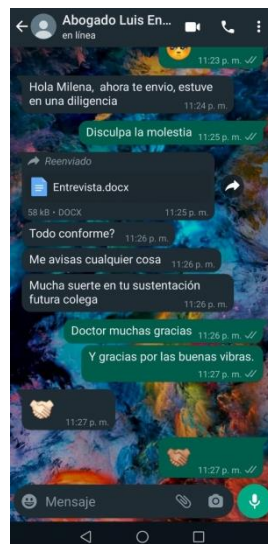 Abogado Luis En...
en línea
11:23 p. m.
Hola Milena, ahora te envio, estuve
en una diligencia
11:24 p. m.
Disculpa la molestia 11:25 p. m.
Reenviado
Entrevista.docx
58 kB • DOCX 11:25 p. m.
Todo conforme? 11:26 p. m.
Me avisas cualquier cosa 11:26 p. m.
Mucha suerte en tu sustentación
futura colega
11:26 p. m.
Doctor muchas gracias 11:26 p. m.
Y gracias por las buenas vibras.
11:27 p. m.
11:27 p. m.
11:27 p. m.
Mensaje